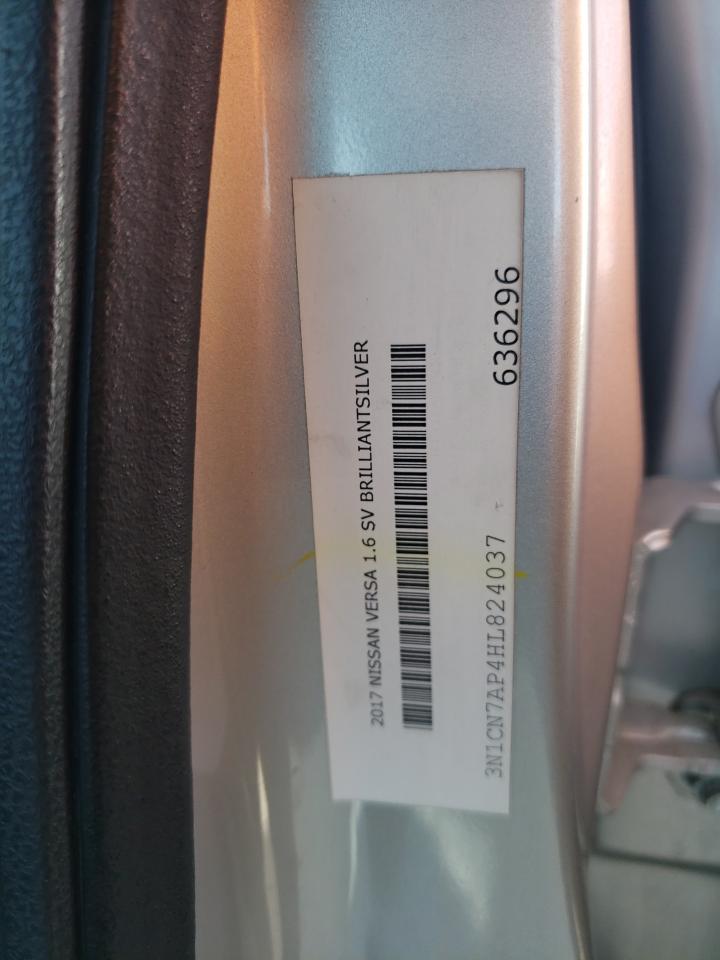 2017 NISSAN VERSA 1.6 SV BRILLIANTSILVER
3N1CN7AP4HL824037
636296